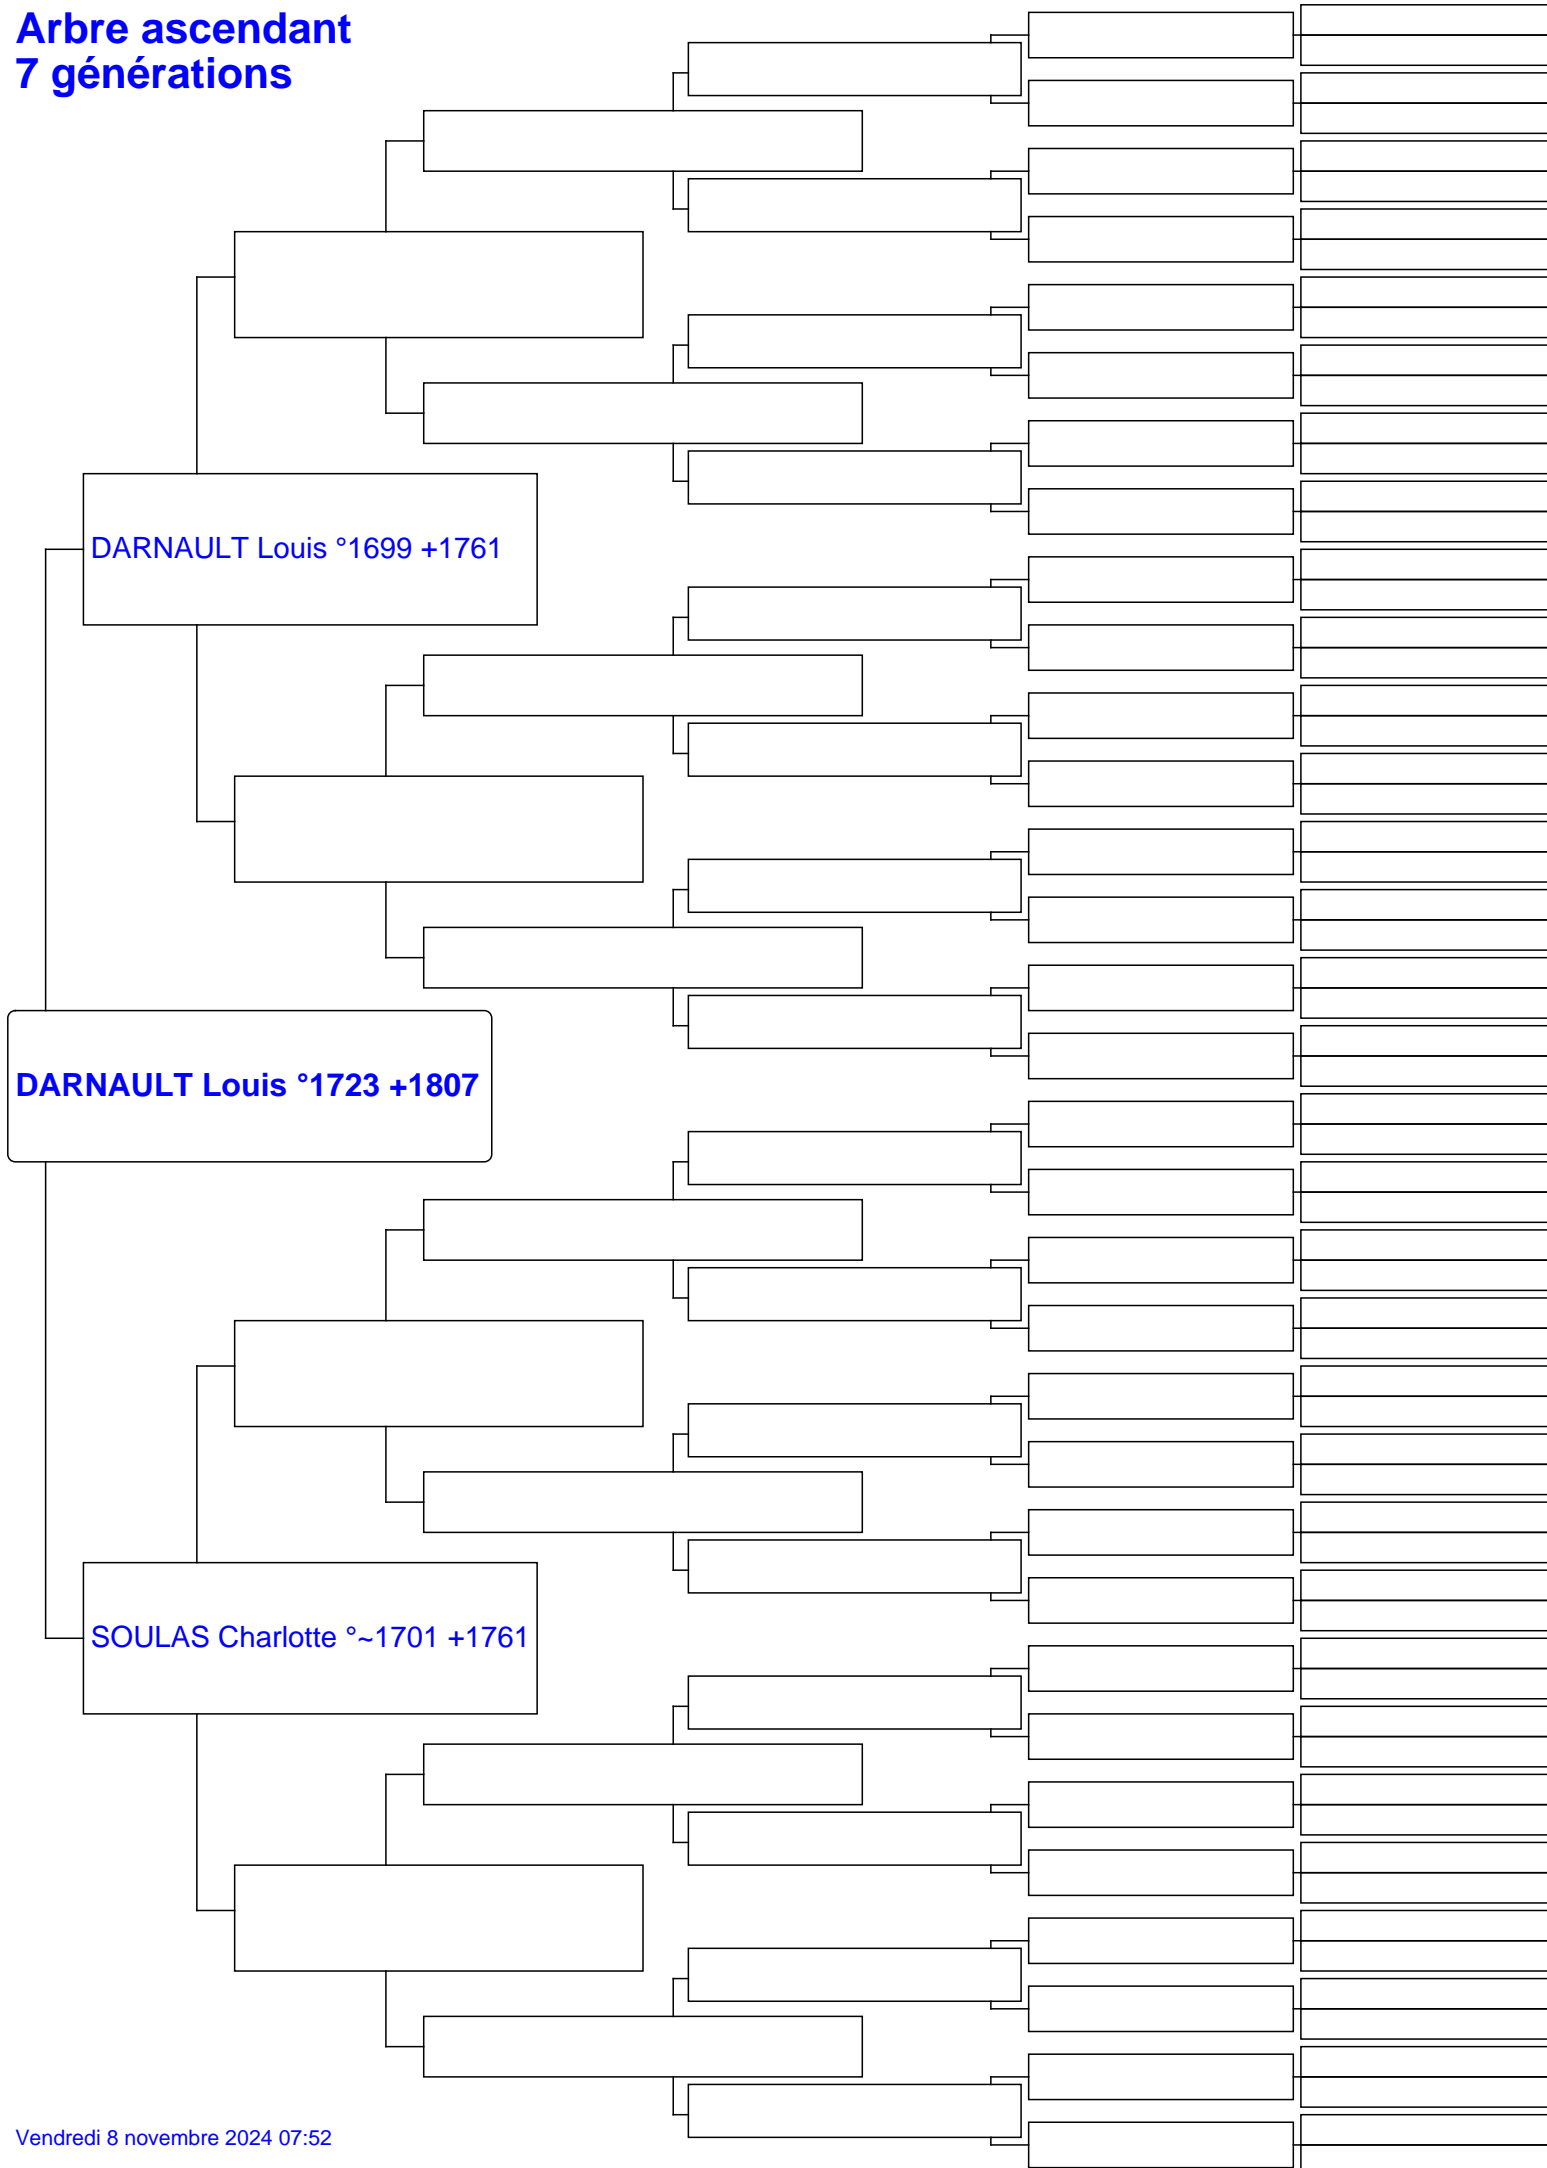 Arbre ascendant
7 générations
DARNAULT Louis °1699 +1761
DARNAULT Louis °1723 +1807
SOULAS Charlotte °~1701 +1761
Vendredi 8 novembre 2024 07:52